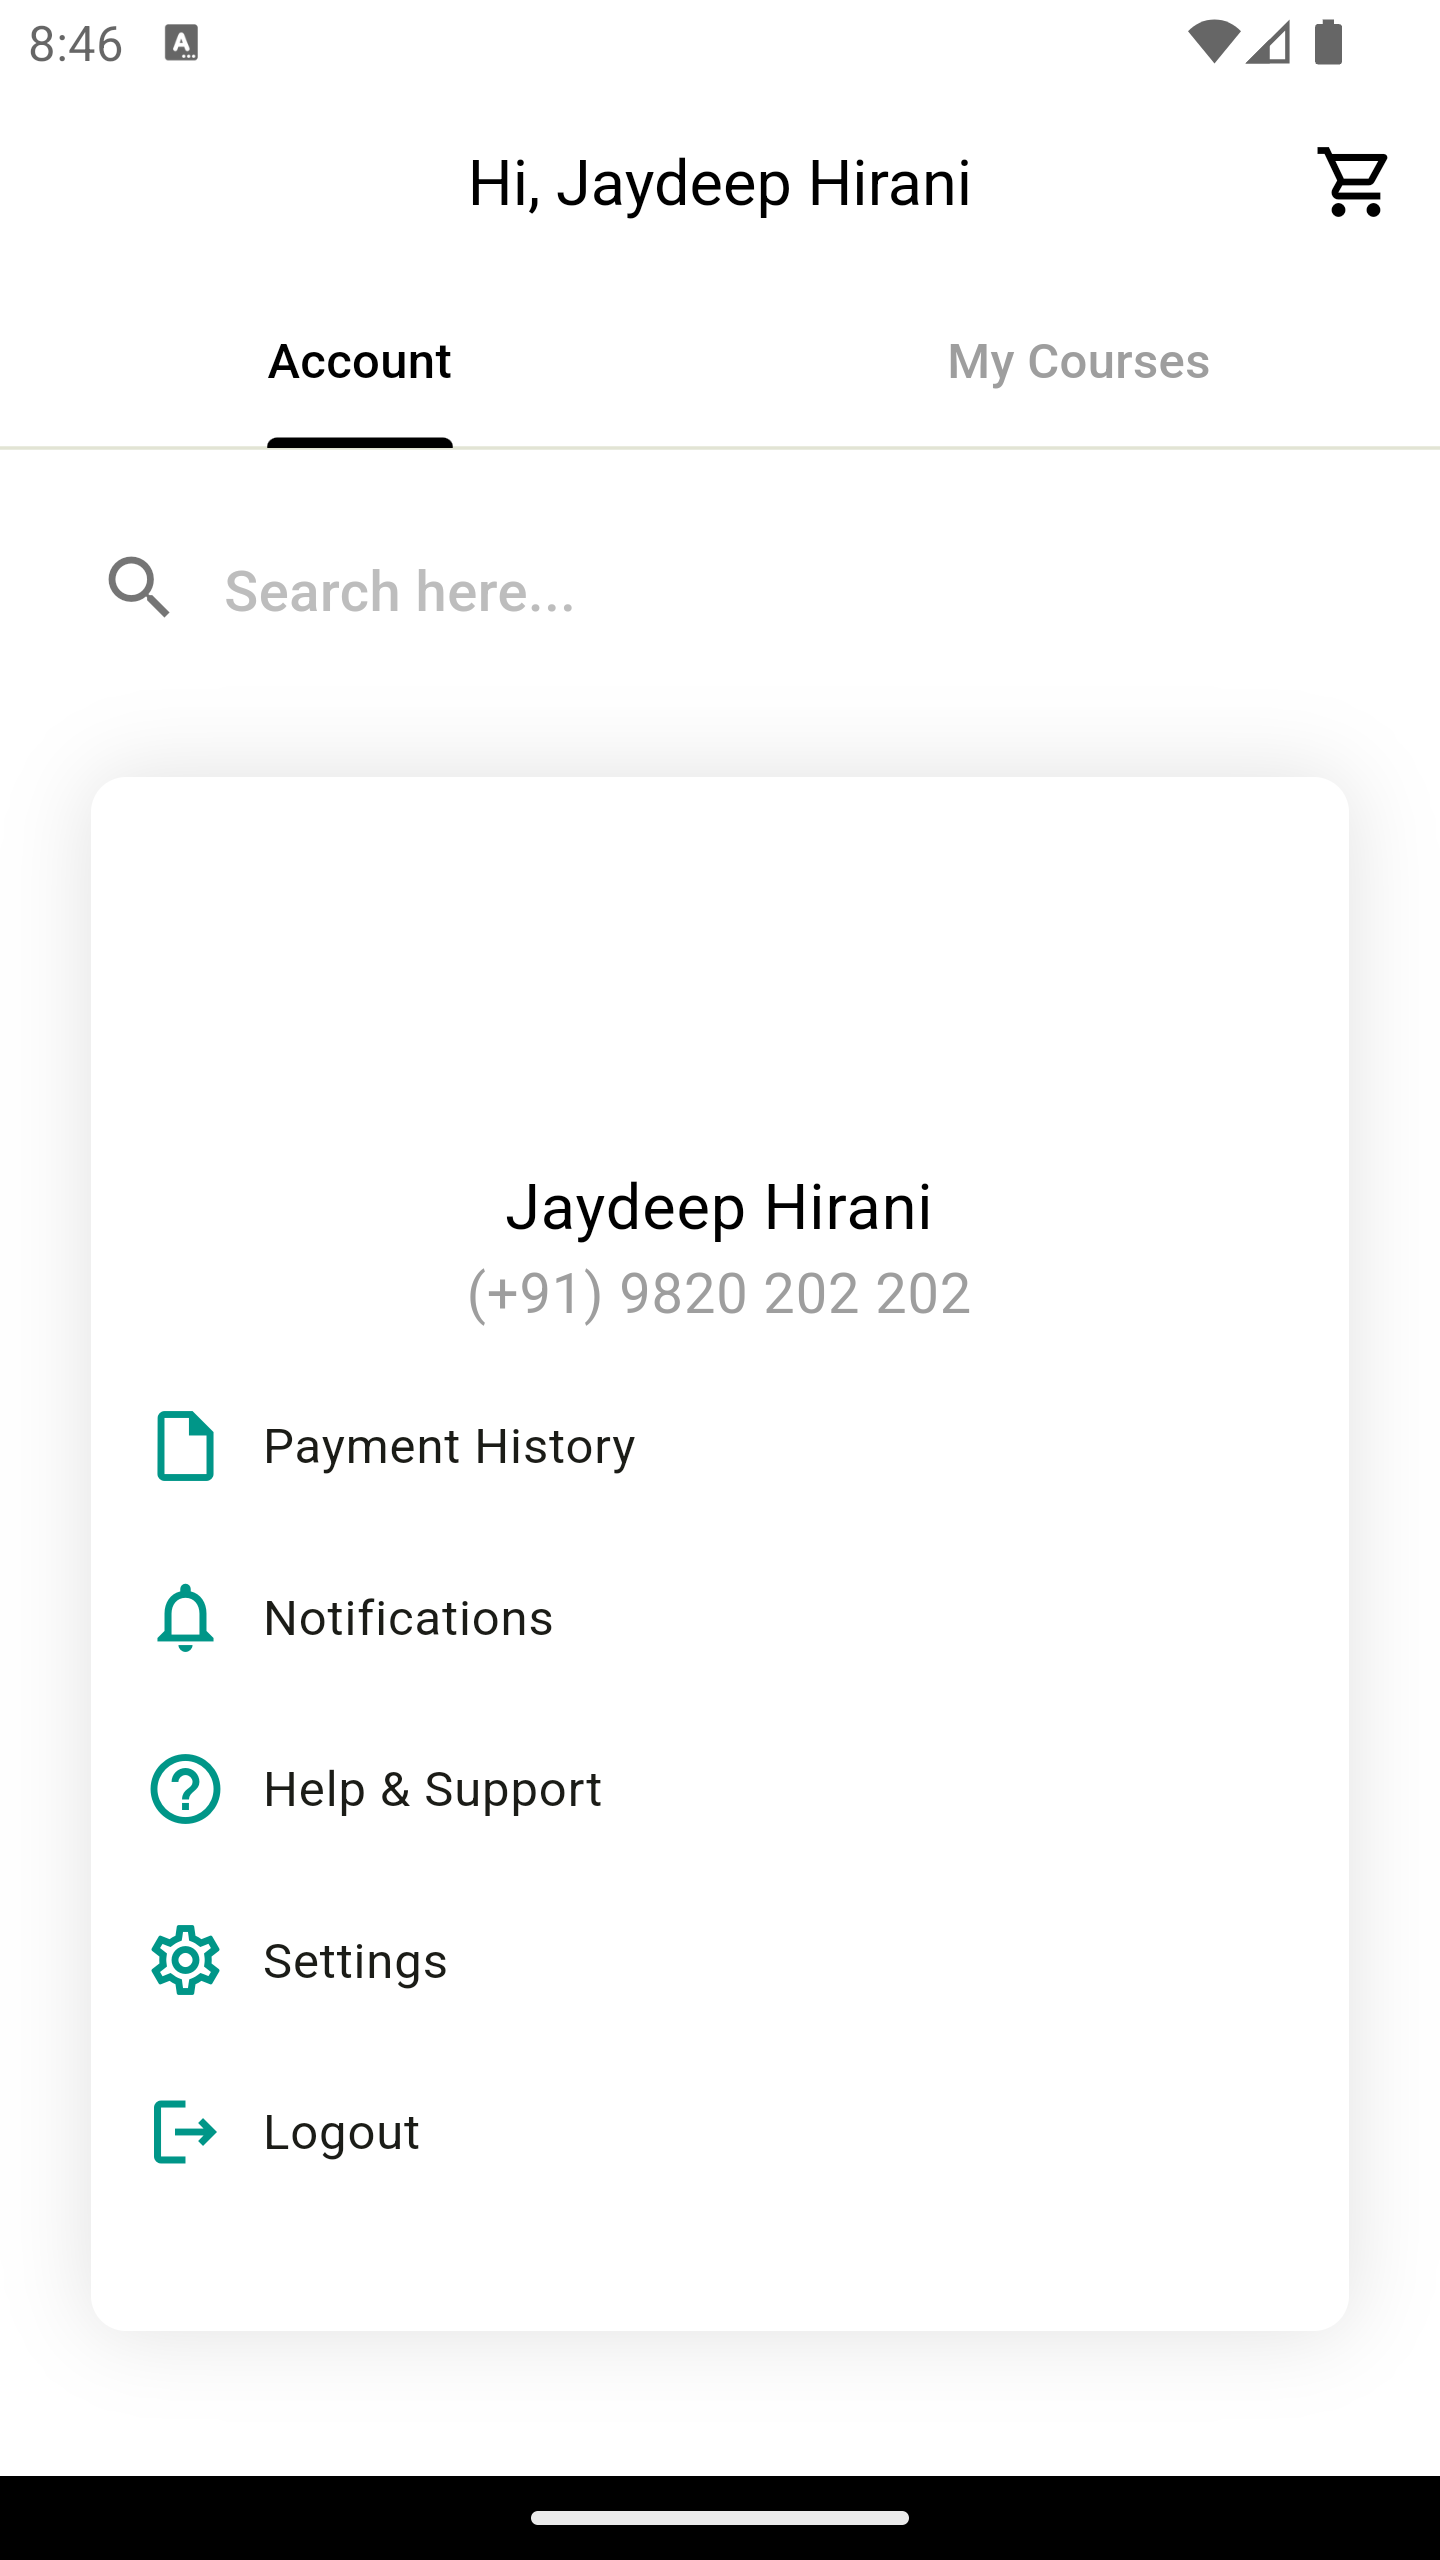 8:46
Hi, Jaydeep Hirani
Account
My Courses
Search here...
Jaydeep Hirani
(+91) 9820 202 202
Payment History
Notifications
Help & Support
Settings
Logout